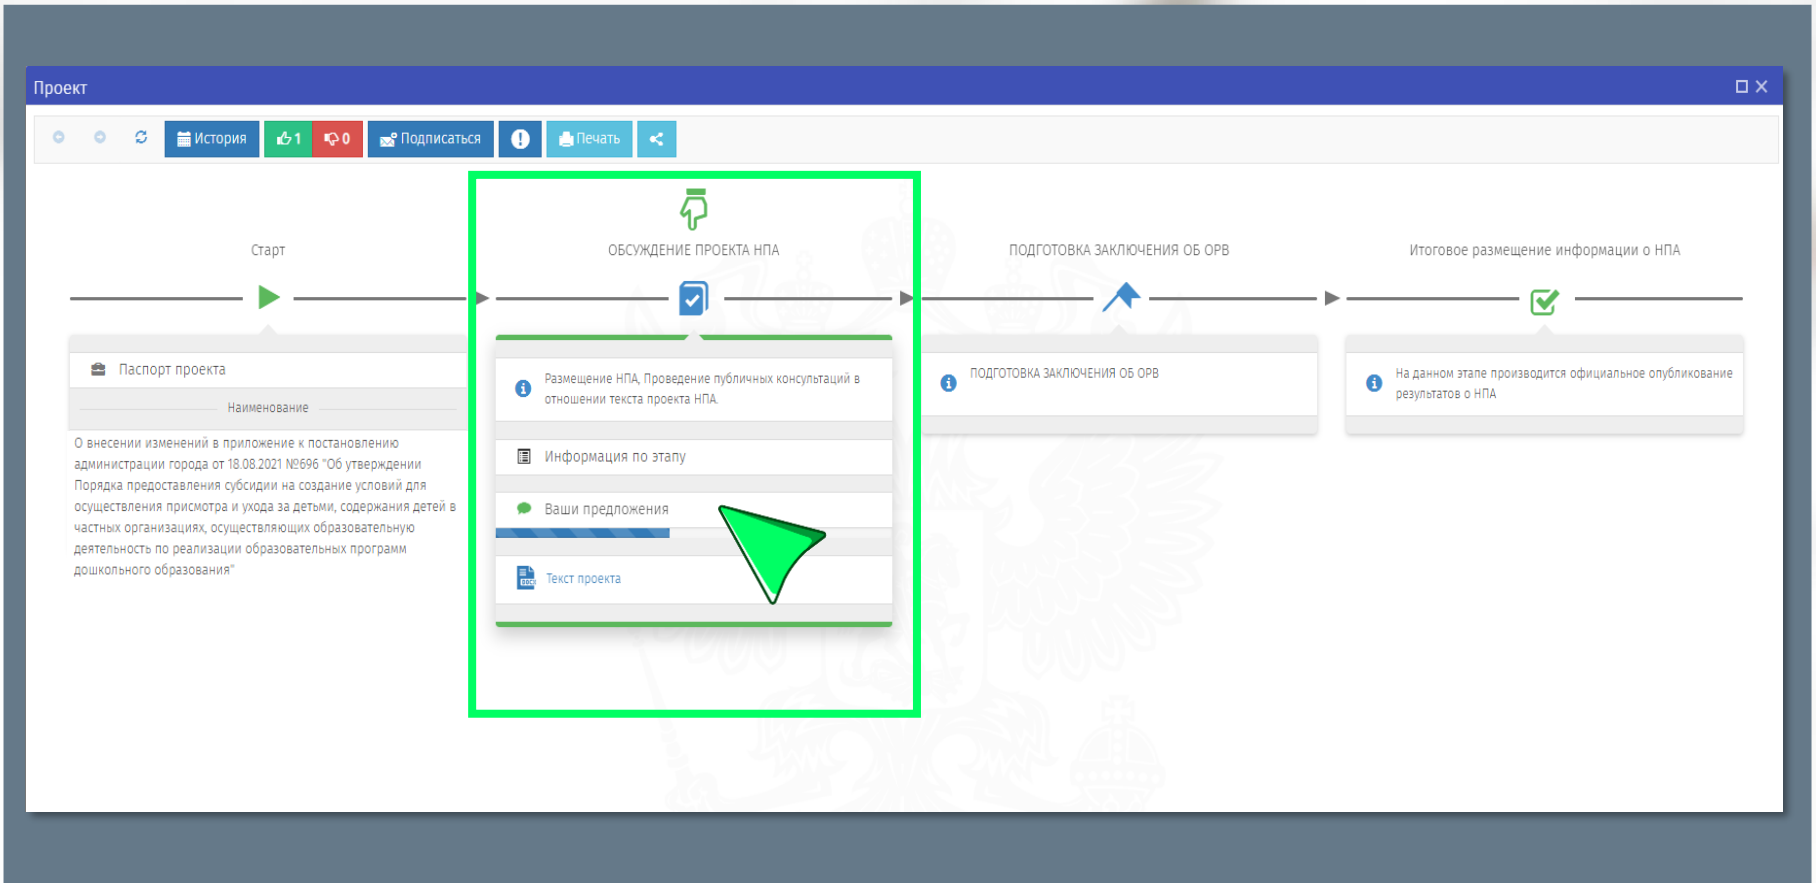 Проект
История
1
0
Подписаться
Печать
Старт
ОБСУЖДЕНИЕ ПРОЕКТА НПА
ПОДГОТОВКА ЗАКЛЮЧЕНИЯ ОБ ОРВ
Итоговое размещение информации о НПА
Паспорт проекта
Наименование
О внесении изменений в приложение к постановлению
администрации города от 18.08.2021 №696 "Об утверждении
Порядка предоставления субсидии на создание условий для
осуществления присмотра и ухода за детьми, содержания детей в
частных организациях, осуществляющих образовательную
деятельность по реализации образовательных программ
дошкольного образования"
Размещение НПА, Проведение публичных консультаций в
отношении текста проекта НПА.
Информация по этапу
Ваши предложения
DOCX
Текст проекта
ПОДГОТОВКА ЗАКЛЮЧЕНИЯ ОБ ОРВ
На данном этапе производится официальное опубликование
результатов о НПА